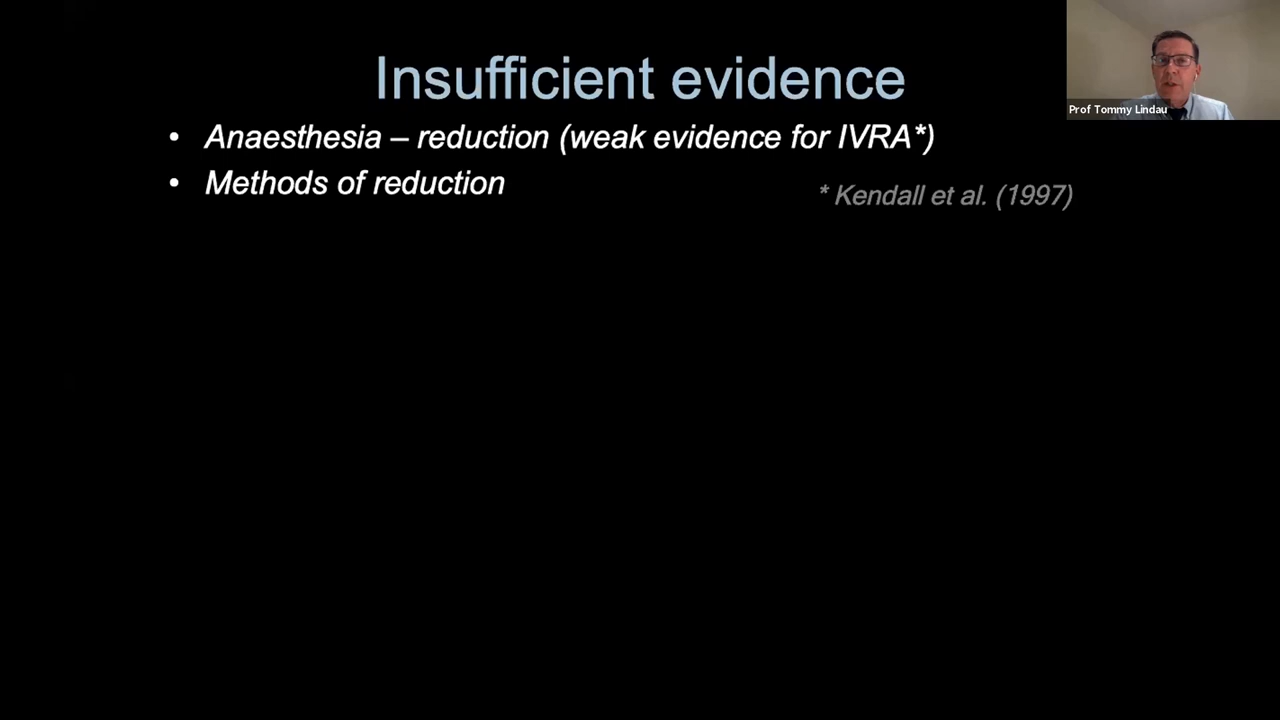 Insufficient evidence
• Anaesthesia – reduction (weak evidence for IVRA*)
• Methods of reduction
* Kendall et al. (1997)
Prof Tommy Lindau